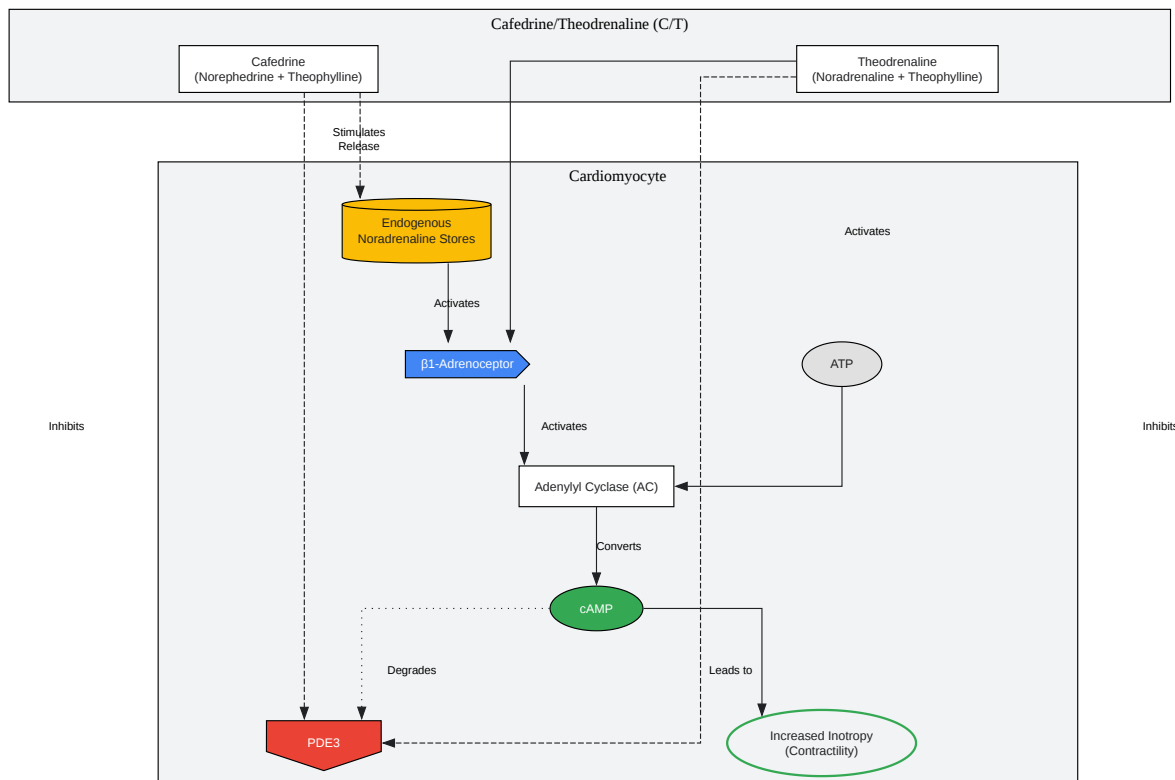 Cafedrine/Theodrenaline (C/T)
Cafedrine
(Norephedrine + Theophylline)
Theodrenaline
(Noradrenaline + Theophylline)
Stimulates
Release
Cardiomyocyte
Endogenous
Noradrenaline Stores
Activates
Activates
β1-Adrenoceptor
ATP
Inhibits
Activates
Inhibits
Adenylyl Cyclase (AC)
Converts
cAMP
Degrades
Leads to
PDE3
Increased Inotropy
(Contractility)